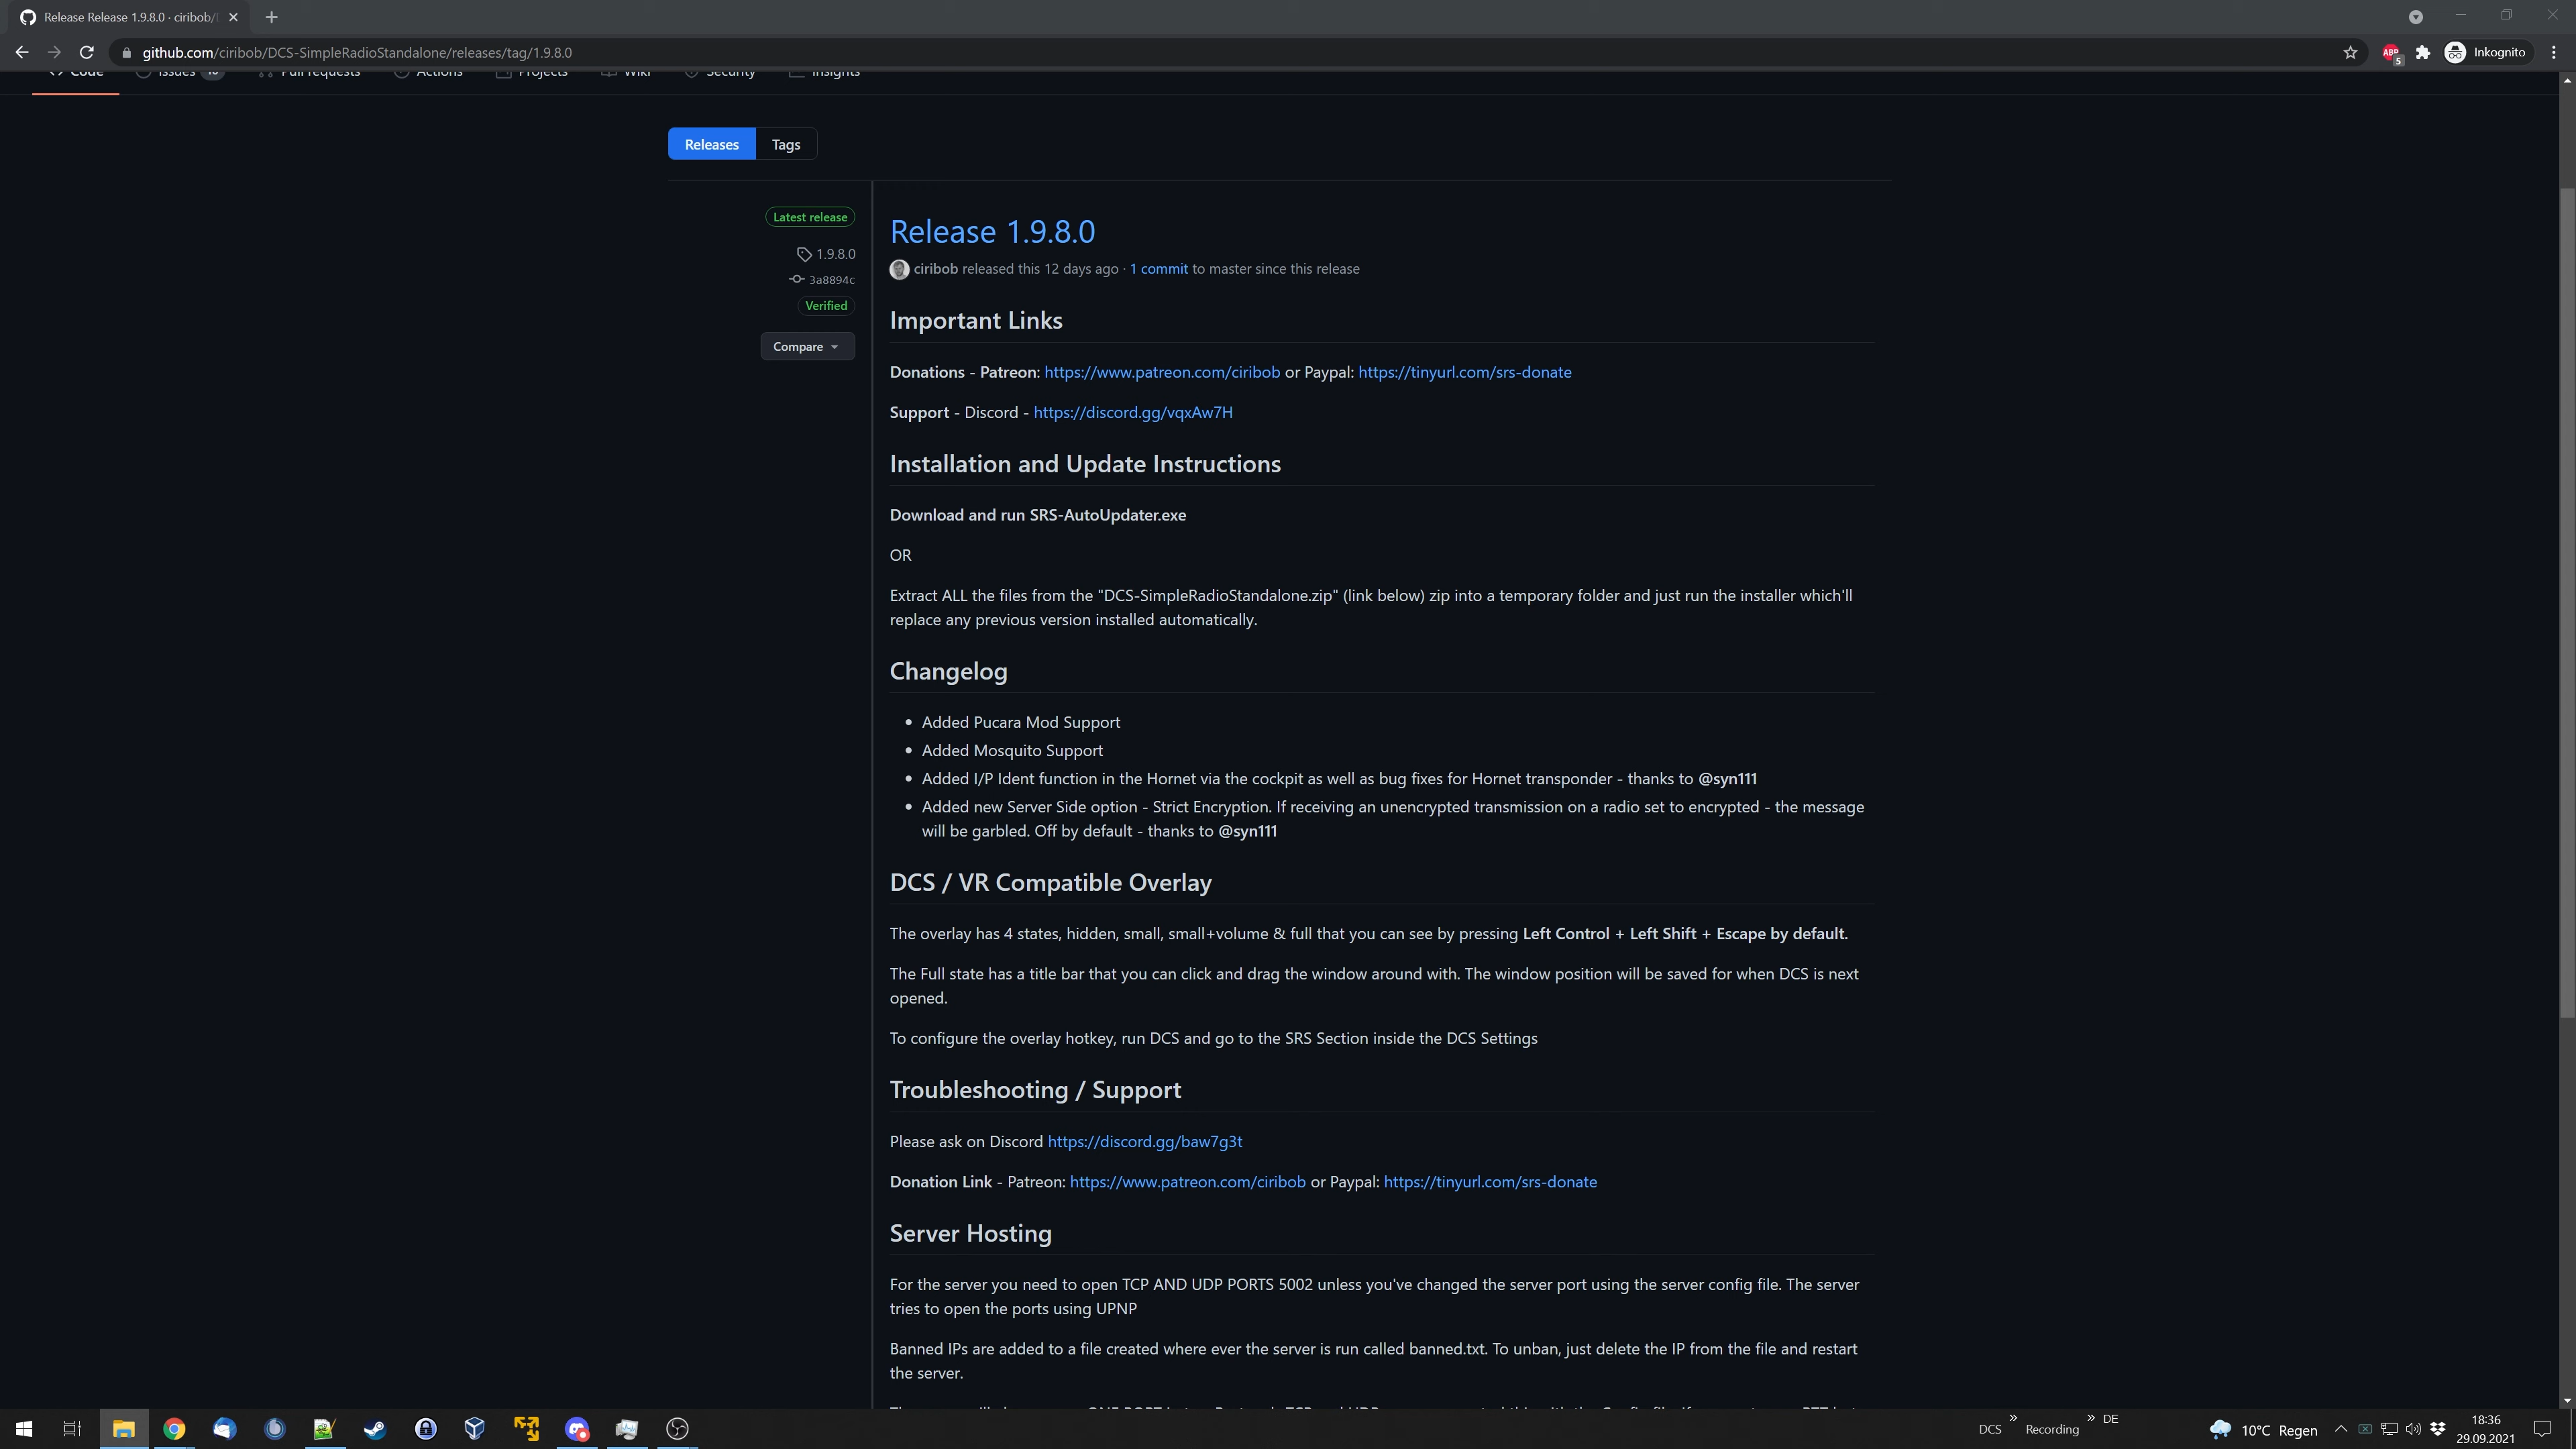 Release Release 1.9.8.0 · ciribob/
github.com/ciribob/DCS-SimpleRadioStandalone/releases/tag/1.9.8.0
ABP
5
Inkognito
Code
Issues
Pull requests
Actions
Projects
Wiki
Security
Insights
Releases
Tags
Latest release
1.9.8.0
3a8894c
Verified
Compare
Release 1.9.8.0
ciribob released this 12 days ago · 1 commit to master since this release
Important Links
Donations - Patreon: https://www.patreon.com/ciribob or Paypal: https://tinyurl.com/srs-donate
Support - Discord - https://discord.gg/vqxAw7H
Installation and Update Instructions
Download and run SRS-AutoUpdater.exe
OR
Extract ALL the files from the "DCS-SimpleRadioStandalone.zip" (link below) zip into a temporary folder and just run the installer which'll
replace any previous version installed automatically.
Changelog
• Added Pucara Mod Support
• Added Mosquito Support
• Added I/P Ident function in the Hornet via the cockpit as well as bug fixes for Hornet transponder - thanks to @syn111
• Added new Server Side option - Strict Encryption. If receiving an unencrypted transmission on a radio set to encrypted - the message
will be garbled. Off by default - thanks to @syn111
DCS / VR Compatible Overlay
The overlay has 4 states, hidden, small, small+volume & full that you can see by pressing Left Control + Left Shift + Escape by default.
The Full state has a title bar that you can click and drag the window around with. The window position will be saved for when DCS is next
opened.
To configure the overlay hotkey, run DCS and go to the SRS Section inside the DCS Settings
Troubleshooting / Support
Please ask on Discord https://discord.gg/baw7g3t
Donation Link - Patreon: https://www.patreon.com/ciribob or Paypal: https://tinyurl.com/srs-donate
Server Hosting
For the server you need to open TCP AND UDP PORTS 5002 unless you've changed the server port using the server config file. The server
tries to open the ports using UPNP
Banned IPs are added to a file created where ever the server is run called banned.txt. To unban, just delete the IP from the file and restart
the server.
DCS
Recording
DE
10°C Regen
18:36
29.09.2021